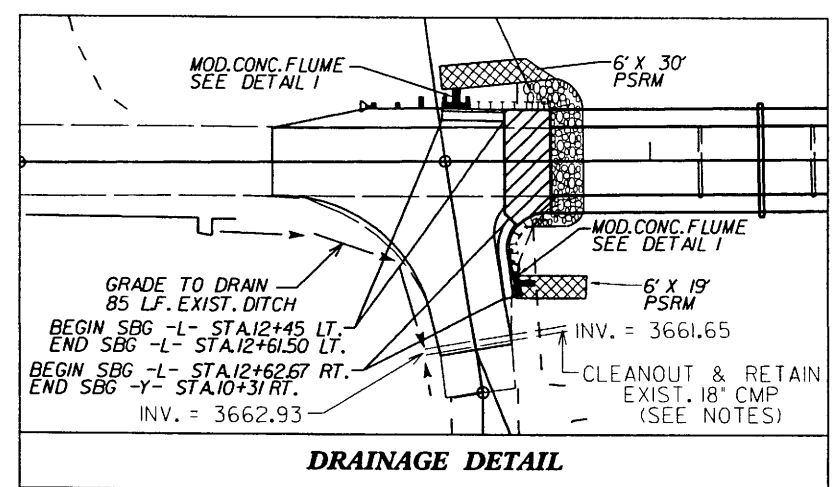 MOD.CONC.FLUME
SEE DETAIL 1
6' X 30'
PSRM
MOD.CONC.FLUME
SEE DETAIL 1
6' X 19'
PSRM
GRADE TO DRAIN
85 L.F. EXIST. DITCH
BEGIN SBG -L- STA.12+45 LT.
END SBG -L- STA.12+61.50 LT.
BEGIN SBG -L- STA.12+62.67 RT.
END SBG -Y- STA.10+31 RT.
INV. = 3662.93
INV. = 3661.65
CLEANOUT & RETAIN
EXIST. 18" CMP
(SEE NOTES)
DRAINAGE DETAIL